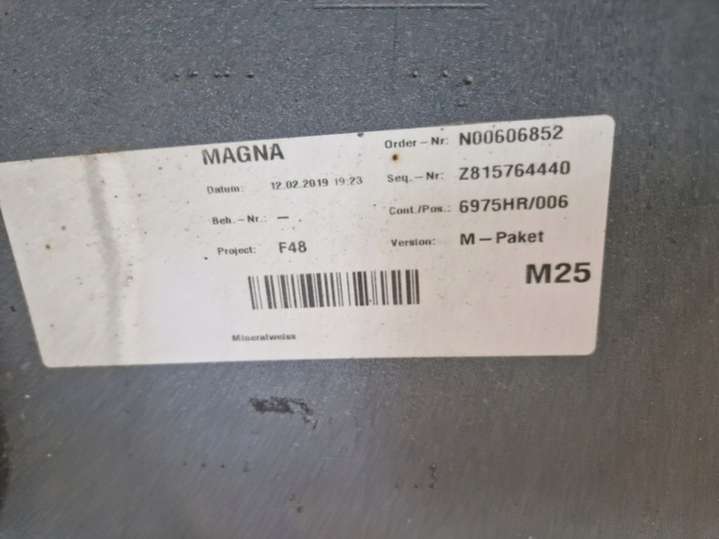 MAGNA Order-Nr: N00606852
Datum: 12.02.2019 19:23 Seq.-Nr: Z815764440
Beh.-Nr.: — Cont./Pos.: 6975HR/006
Project: F48 Version: M-Paket
M25
Mineralweiss